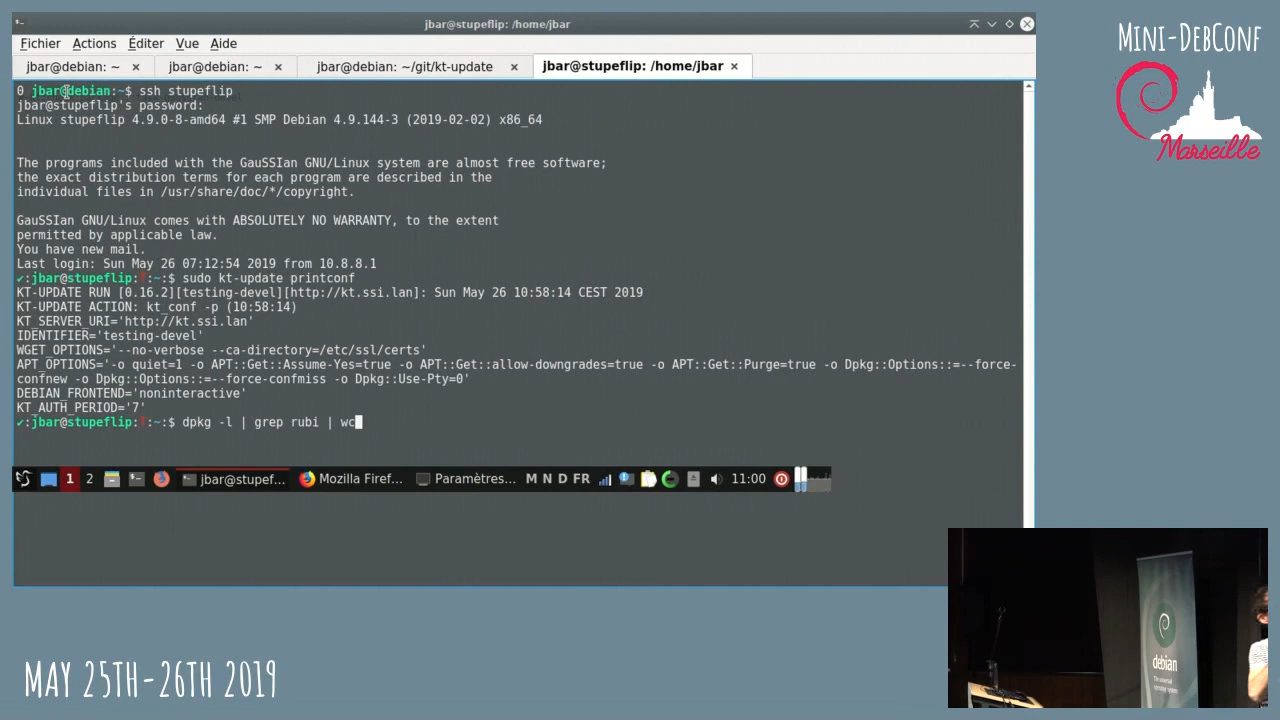 jbar@stupeflip: /home/jbar
Fichier Actions Éditer Vue Aide
jbar@debian: ~ jbar@debian: ~ jbar@debian: ~/git/kt-update jbar@stupeflip: /home/jbar
0 jbar@debian:~$ ssh stupeflip
jbar@stupeflip's password:
Linux stupeflip 4.9.0-8-amd64 #1 SMP Debian 4.9.144-3 (2019-02-02) x86_64
The programs included with the GauSSIan GNU/Linux system are almost free software;
the exact distribution terms for each program are described in the
individual files in /usr/share/doc/*/copyright.
GauSSIan GNU/Linux comes with ABSOLUTELY NO WARRANTY, to the extent
permitted by applicable law.
You have new mail.
Last login: Sun May 26 07:12:54 2019 from 10.8.8.1
✔:jbar@stupeflip:T:~:$ sudo kt-update printconf
KT-UPDATE RUN [0.16.2][testing-devel][http://kt.ssi.lan]: Sun May 26 10:58:14 CEST 2019
KT-UPDATE ACTION: kt_conf -p (10:58:14)
KT_SERVER_URI='http://kt.ssi.lan'
IDENTIFIER='testing-devel'
WGET_OPTIONS='--no-verbose --ca-directory=/etc/ssl/certs'
APT_OPTIONS='-o quiet=1 -o APT::Get::Assume-Yes=true -o APT::Get::allow-downgrades=true -o APT::Get::Purge=true -o Dpkg::Options::=--force-
confnew -o Dpkg::Options::=--force-confmiss -o Dpkg::Use-Pty=0'
DEBIAN_FRONTEND='noninteractive'
KT_AUTH_PERIOD='7'
✔:jbar@stupeflip:T:~:$ dpkg -l | grep rubi | wc
1 2 jbar@stupef... Mozilla Firef... Paramètres... M N D FR 11:00
Mini-DebConf
Marseille
debian
May 25th-26th 2019